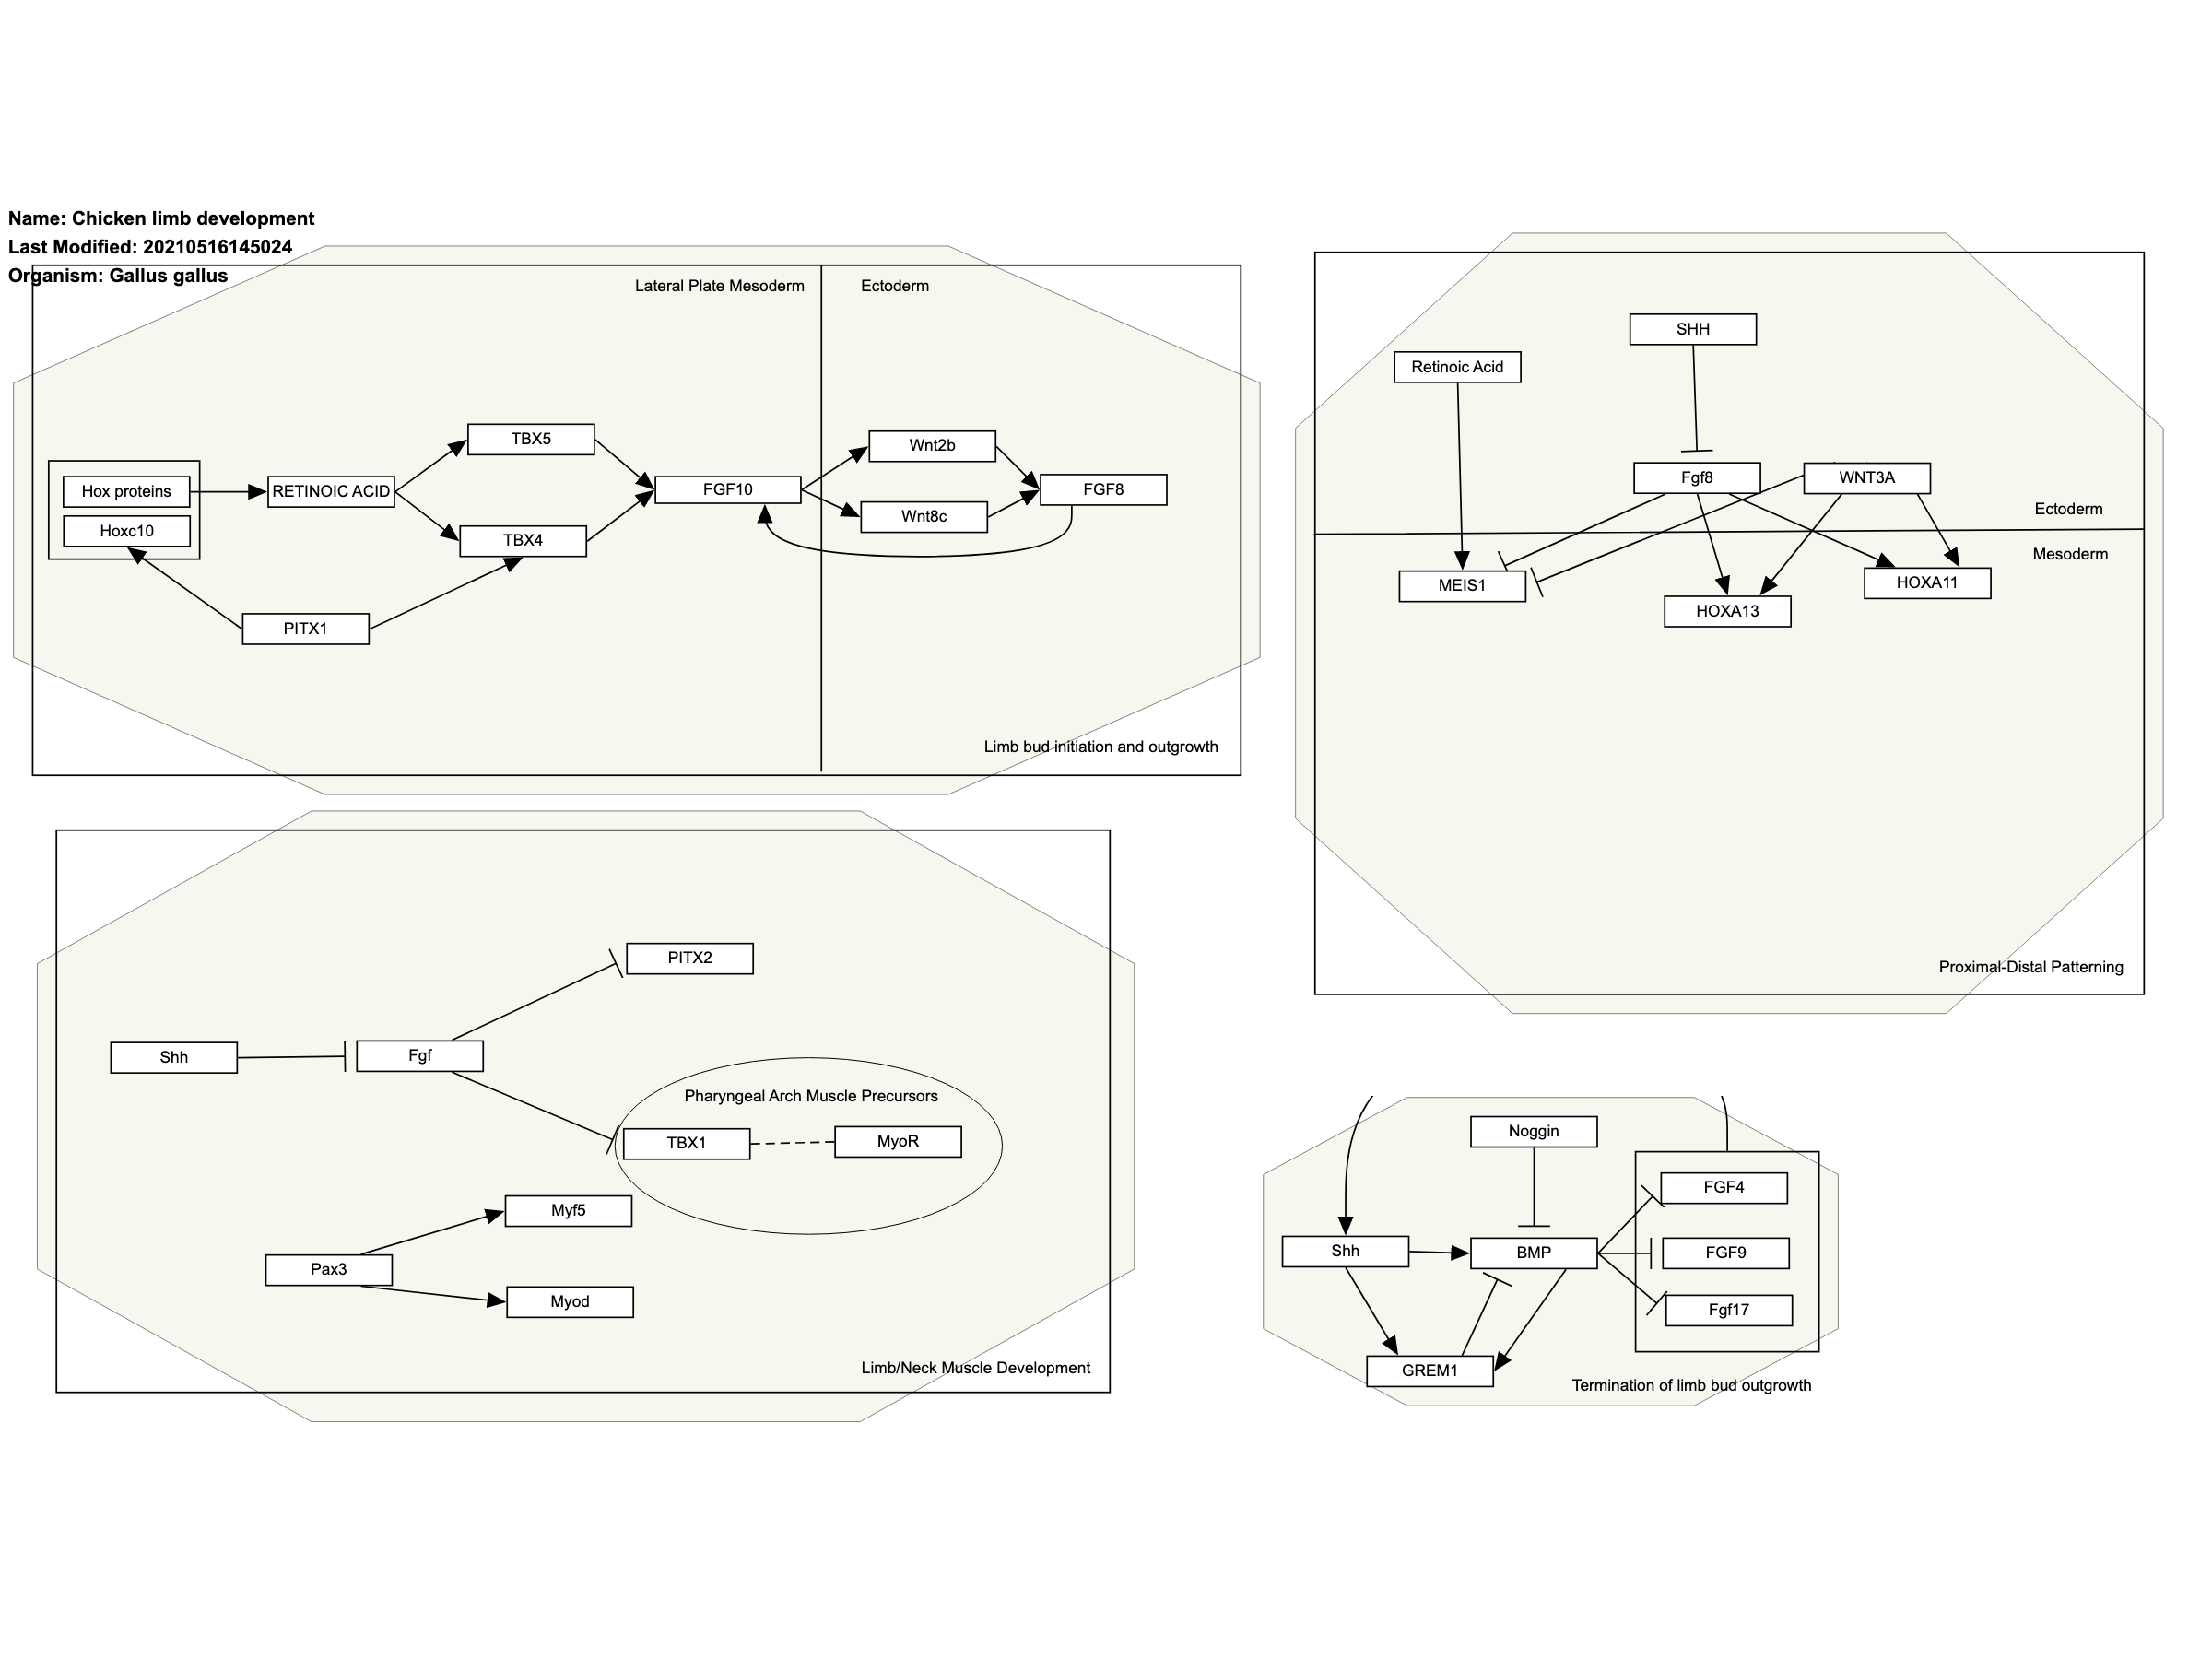 Name: Chicken limb development
Last Modified: 20210516145024
Organism: Gallus gallus
Lateral Plate Mesoderm
Ectoderm
TBX5
Wnt2b
Hox proteins
RETINOIC ACID
FGF10
FGF8
Hoxc10
Wnt8c
TBX4
PITX1
Limb bud initiation and outgrowth
SHH
Retinoic Acid
Fgf8
WNT3A
Ectoderm
Mesoderm
MEIS1
HOXA11
HOXA13
Proximal-Distal Patterning
PITX2
Shh
Fgf
Pharyngeal Arch Muscle Precursors
TBX1
MyoR
Myf5
Pax3
Myod
Limb/Neck Muscle Development
Noggin
FGF4
Shh
BMP
FGF9
Fgf17
GREM1
Termination of limb bud outgrowth